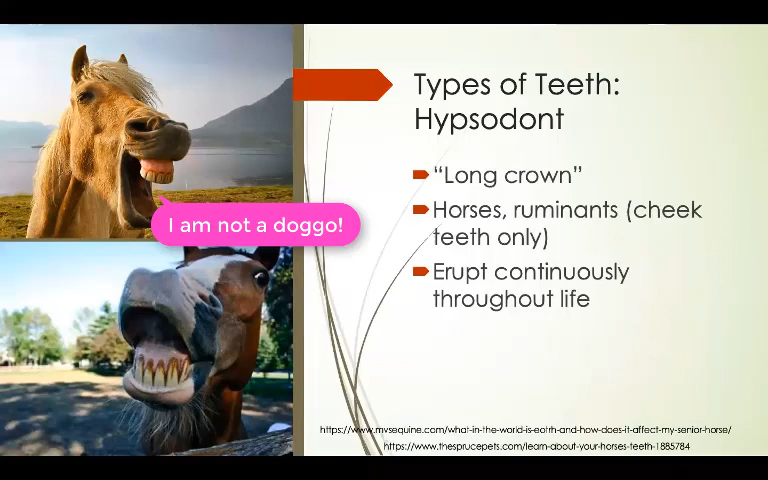 Types of Teeth:
Hypsodont
“Long crown”
Horses, ruminants (cheek
teeth only)
Erupt continuously
throughout life
I am not a doggo!
https://www.mvsequine.com/what-in-the-world-is-eotrh-and-how-does-it-affect-my-senior-horse/
https://www.thesprucepets.com/learn-about-your-horses-teeth-1885784